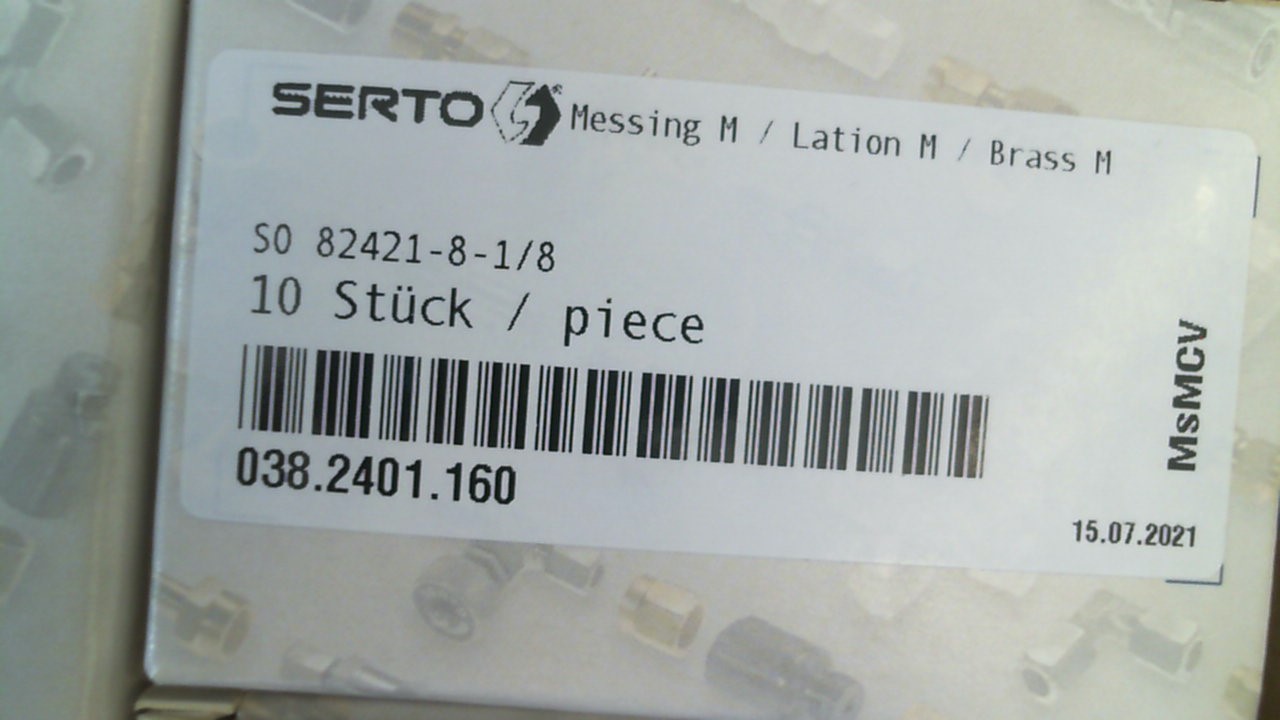 SERTO® Messing M / Lation M / Brass M
SO 82421-8-1/8
10 Stück / piece
038.2401.160
MsMCV
15.07.2021